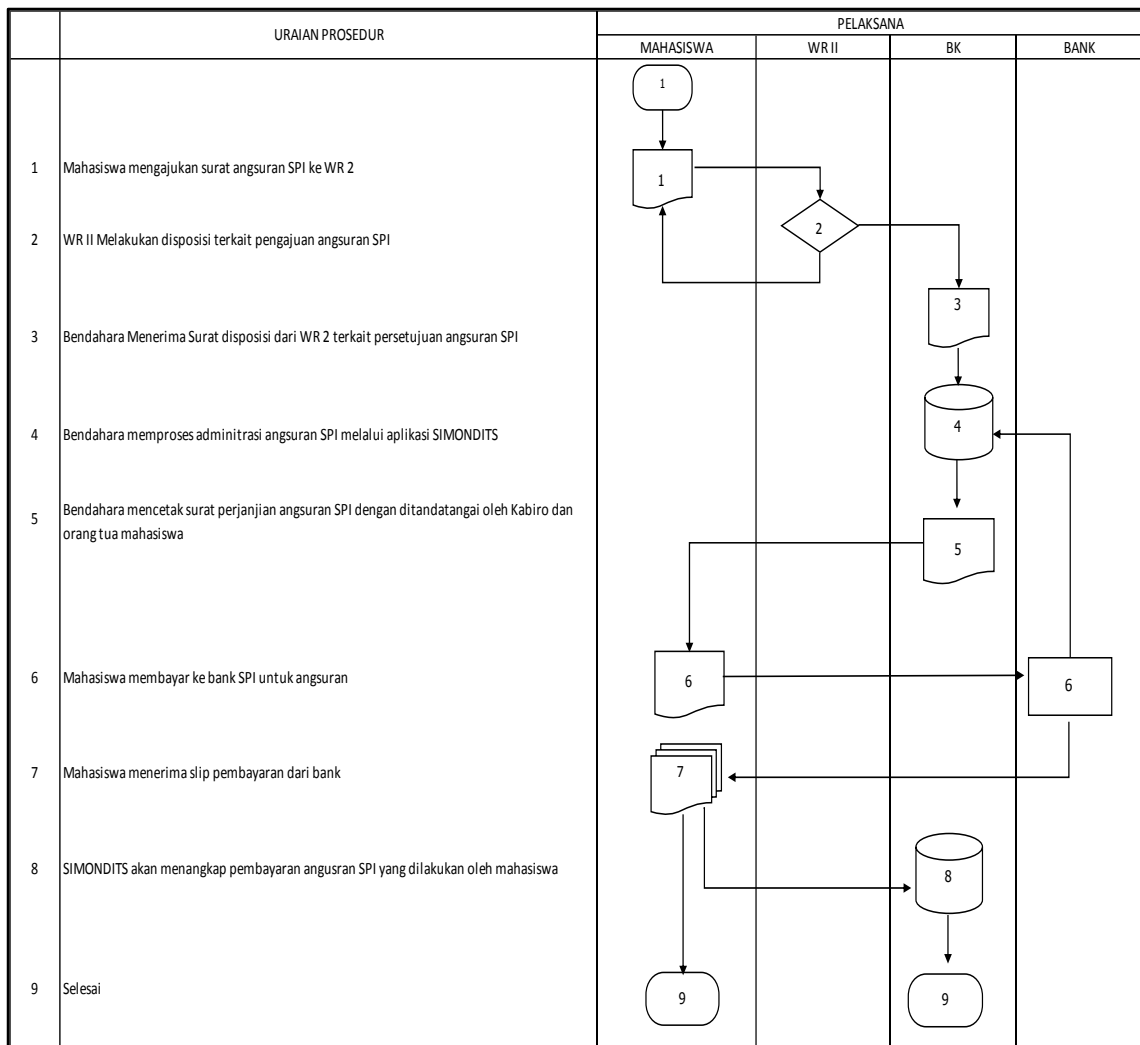 URAIAN PROSEDUR
PELAKSANA
MAHASISWA
WR II
BK
BANK
1
1 Mahasiswa mengajukan surat angsuran SPI ke WR 2
1
2 WR II Melakukan disposisi terkait pengajuan angsuran SPI
2
3 Bendahara Menerima Surat disposisi dari WR 2 terkait persetujuan angsuran SPI
3
4 Bendahara memproses adminitrasi angsuran SPI melalui aplikasi SIMONDITS
4
5 Bendahara mencetak surat perjanjian angsuran SPI dengan ditandatangai oleh Kabiro dan
orang tua mahasiswa
5
6 Mahasiswa membayar ke bank SPI untuk angsuran
6
6
7 Mahasiswa menerima slip pembayaran dari bank
7
8 SIMONDITS akan menangkap pembayaran angusran SPI yang dilakukan oleh mahasiswa
8
9 Selesai
9
9